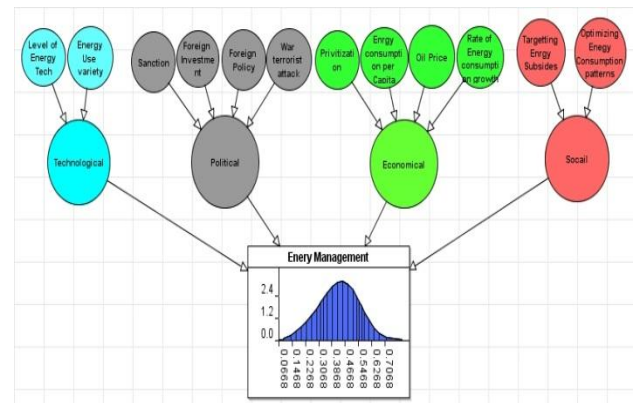 Level of
Energy
Tech
Energy
Use
variety
Sanction
Foreign
Investme
nt
Foreign
Policy
War
terrorist
attack
Privitizati
on
Enrgy
consumpti
on per
Capita
Oil Price
Rate of
Energy
consumpti
on growth
Targetting
Enrgy
Subsides
Optimizing
Enegy
Consumption
patterns
Technological
Political
Economical
Socail
Enery Management
2.4
1.2
0.0
0.0668
0.1468
0.2268
0.3068
0.3868
0.4668
0.5468
0.6268
0.7068